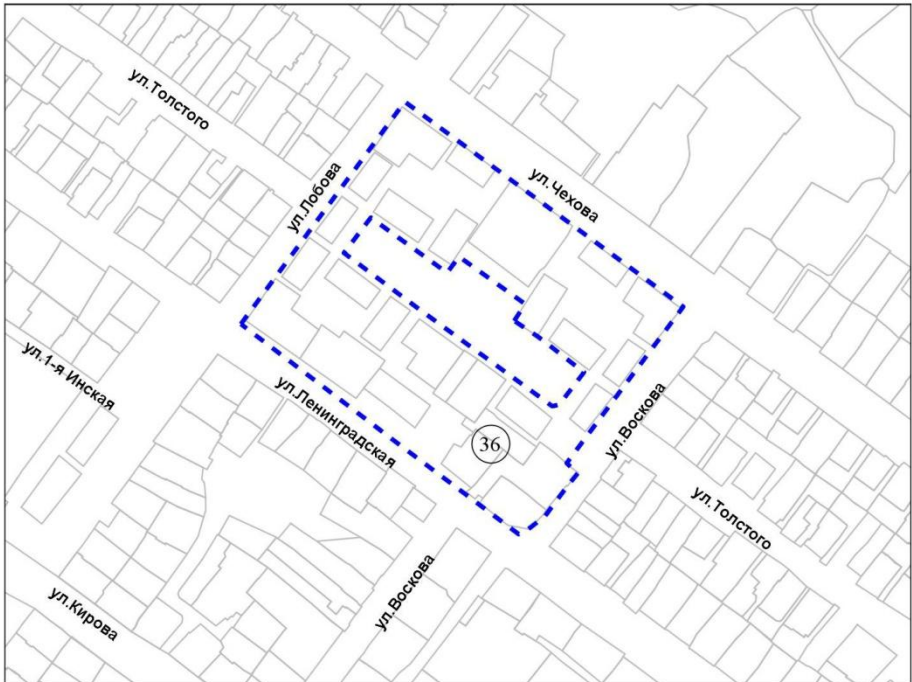 ул.Толстого
ул.Лобова
ул.Чехова
ул.1-я Инская
ул.Ленинградская
ул.Воскова
36
ул.Толстого
ул.Воскова
ул.Кирова